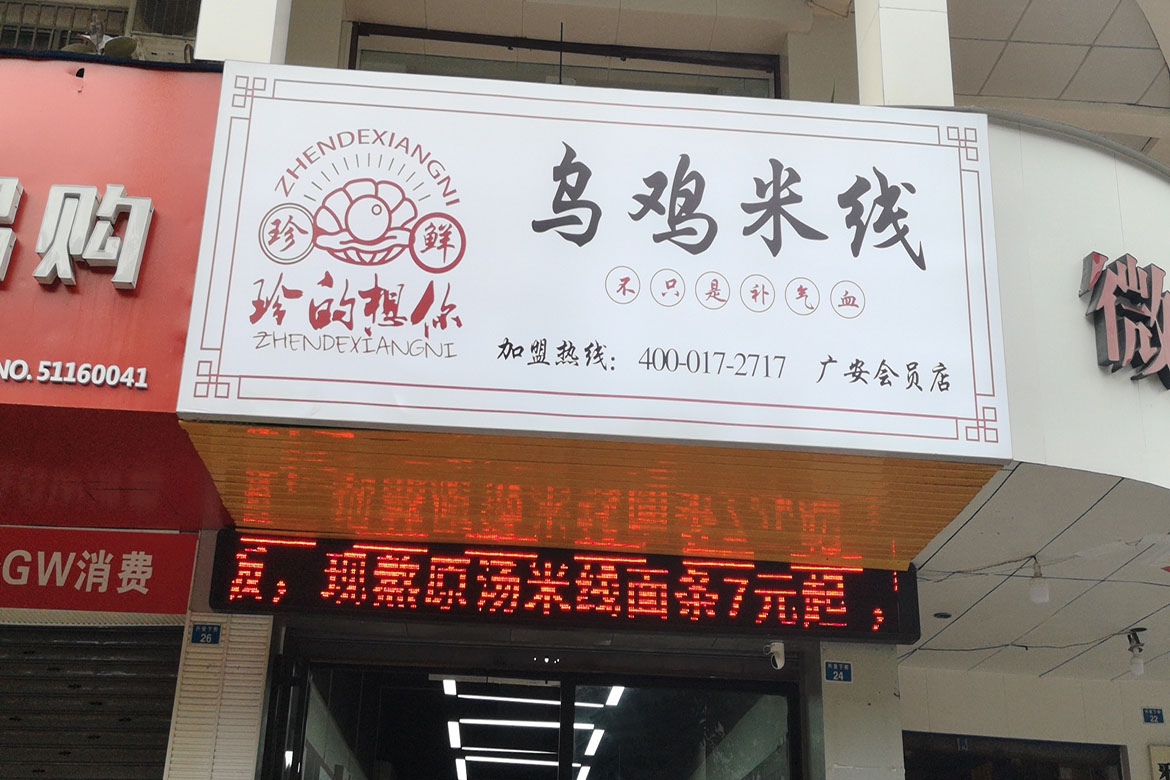 ZHENDEXIANGNI
珍 鲜
珍的想你
ZHENDEXIANGNI
乌鸡米线
不只是补气血
加盟热线：400-017-2717 广安会员店
购
NO. 51160041
GW消费
微
，现蒸原汤米线面条7元起，
26
24
22